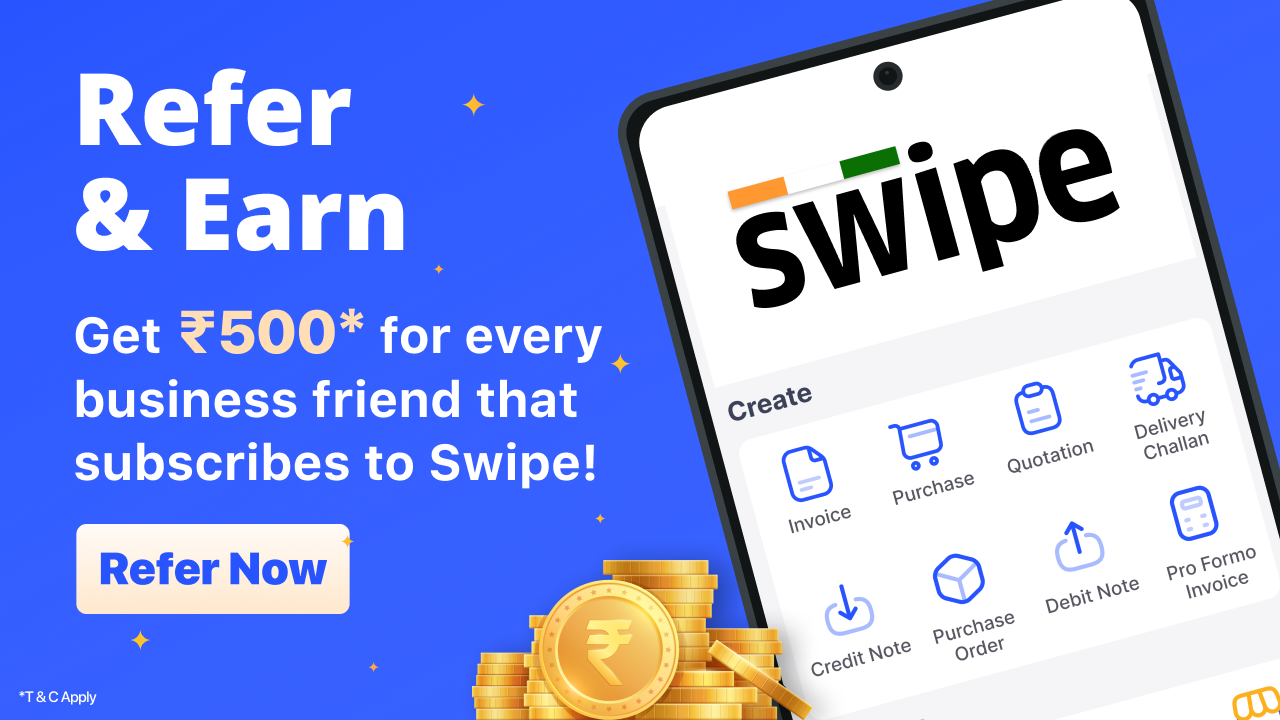 Refer
& Earn
Get ₹500* for every
business friend that
subscribes to Swipe!
Refer Now
*T & C Apply
swipe
Create
Invoice
Purchase
Quotation
Delivery
Challan
Credit Note
Purchase
Order
Debit Note
Pro Formo
Invoice
₹